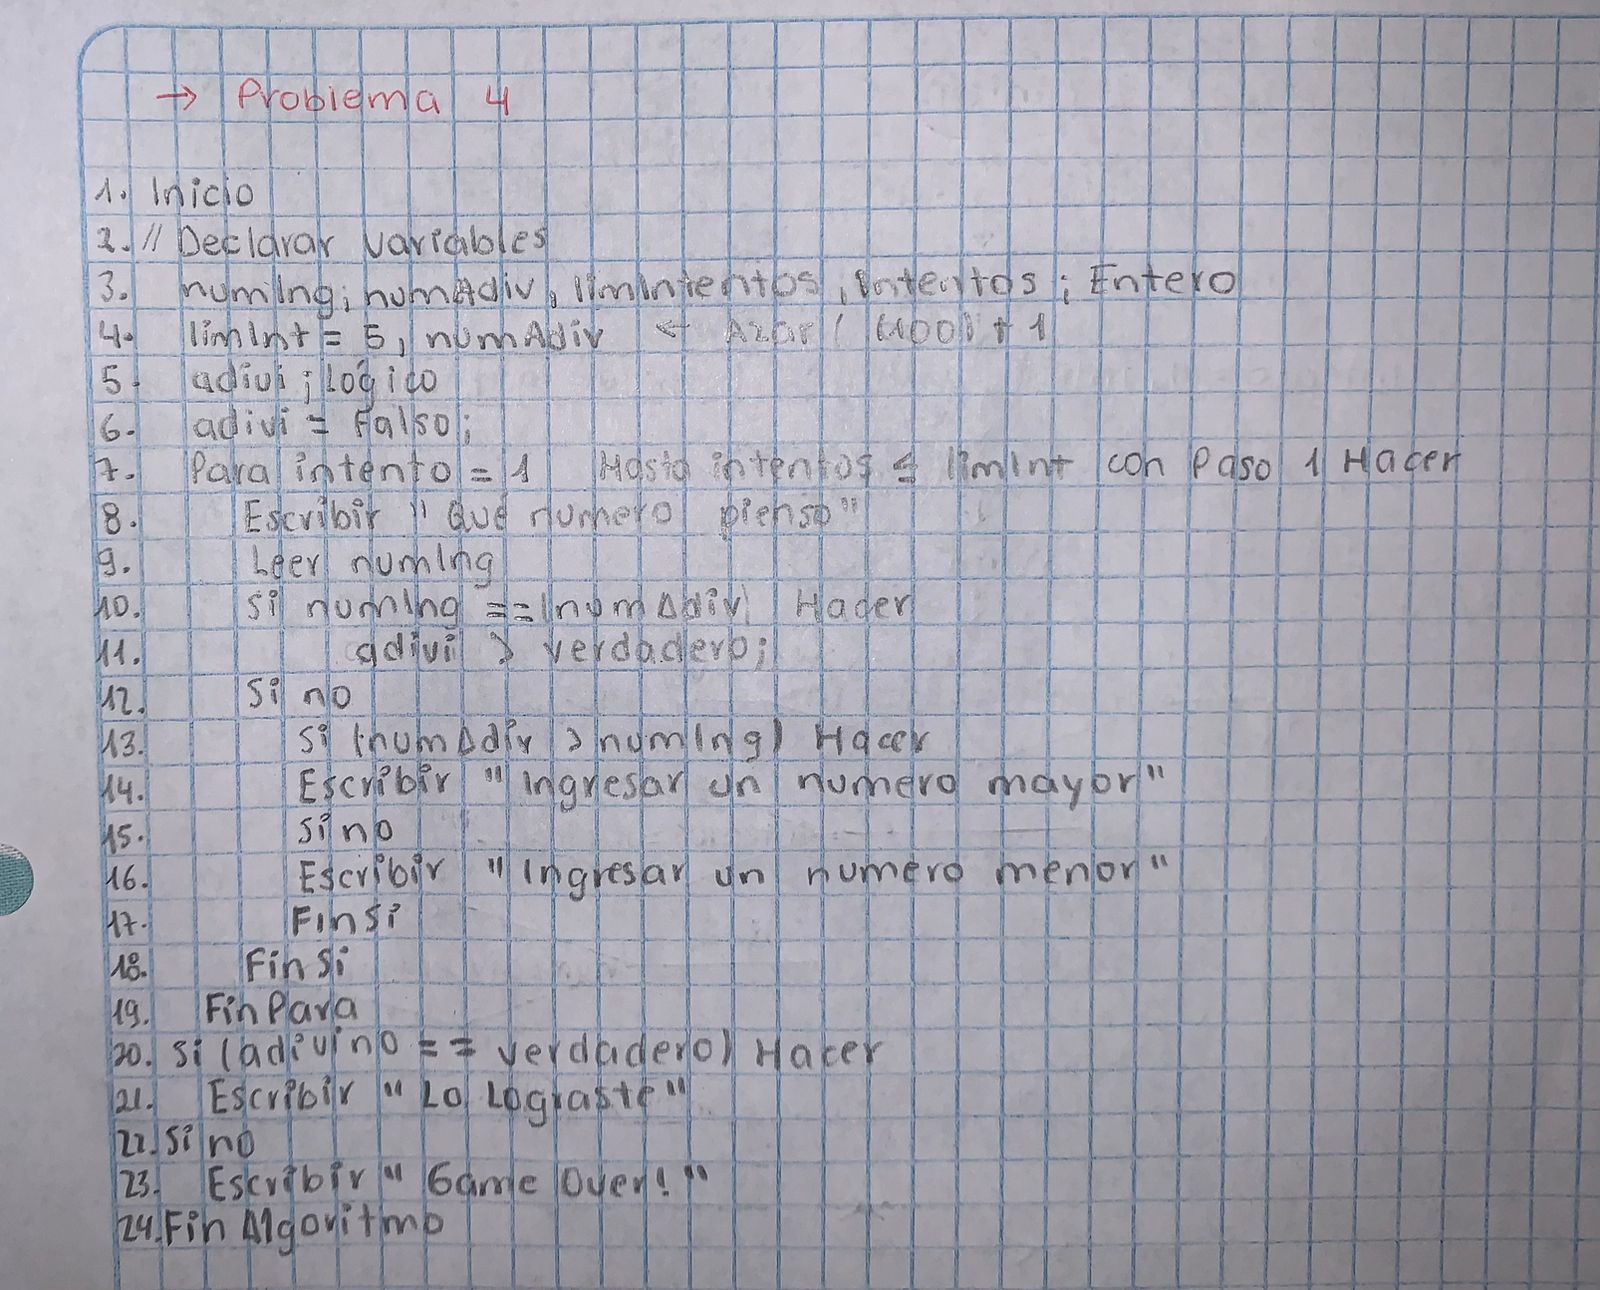 → Problema 4
1. Inicio
2. // Declarar variables
3. numIng; numAdiv, limIntentos, Intentos ; Entero
4. limInt = 5, numAdiv ← Azar ( (100) + 1
5. adivi ; Lógico
6. adivi = Falso;
7. Para intento = 1 Hasta intentos ≤ limInt con Paso 1 Hacer
8. Escribir "Qué numero pienso"
9. Leer numIng
10. Si numIng == (numAdiv) Hacer
11. adivi > verdadero;
12. Si no
13. Si (numAdiv > numIng) Hacer
14. Escribir "Ingresar un numero mayor"
15. Si no
16. Escribir "Ingresar un numero menor"
17. FinSi
18. Fin Si
19. Fin Para
20. Si (adivino == verdadero) Hacer
21. Escribir "Lo Lograste"
22. Si no
23. Escribir "Game Over!"
24. Fin Algoritmo